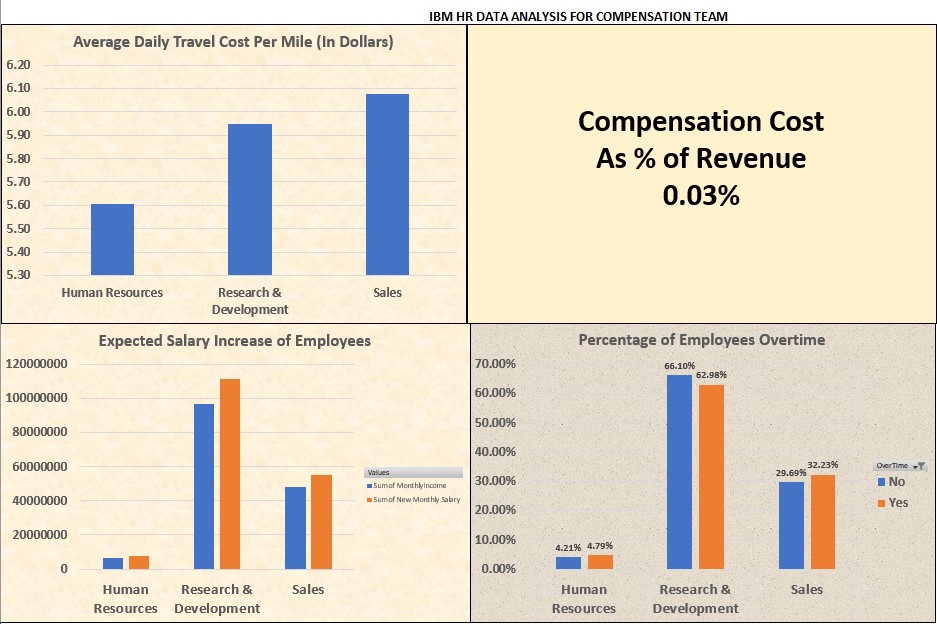 IBM HR DATA ANALYSIS FOR COMPENSATION TEAM
Average Daily Travel Cost Per Mile (In Dollars)
6.20
6.10
6.00
5.90
5.80
5.70
5.60
5.50
5.40
5.30
Human Resources
Research &
Development
Sales
Compensation Cost
As % of Revenue
0.03%
Expected Salary Increase of Employees
120000000
100000000
80000000
60000000
40000000
20000000
0
Human
Resources
Research &
Development
Sales
Values
Sum of MonthlyIncome
Sum of New Monthly Salary
Percentage of Employees Overtime
70.00%
60.00%
50.00%
40.00%
30.00%
20.00%
10.00%
0.00%
4.21%
4.79%
66.10%
62.98%
29.69%
32.23%
Human
Resources
Research &
Development
Sales
OverTime
No
Yes